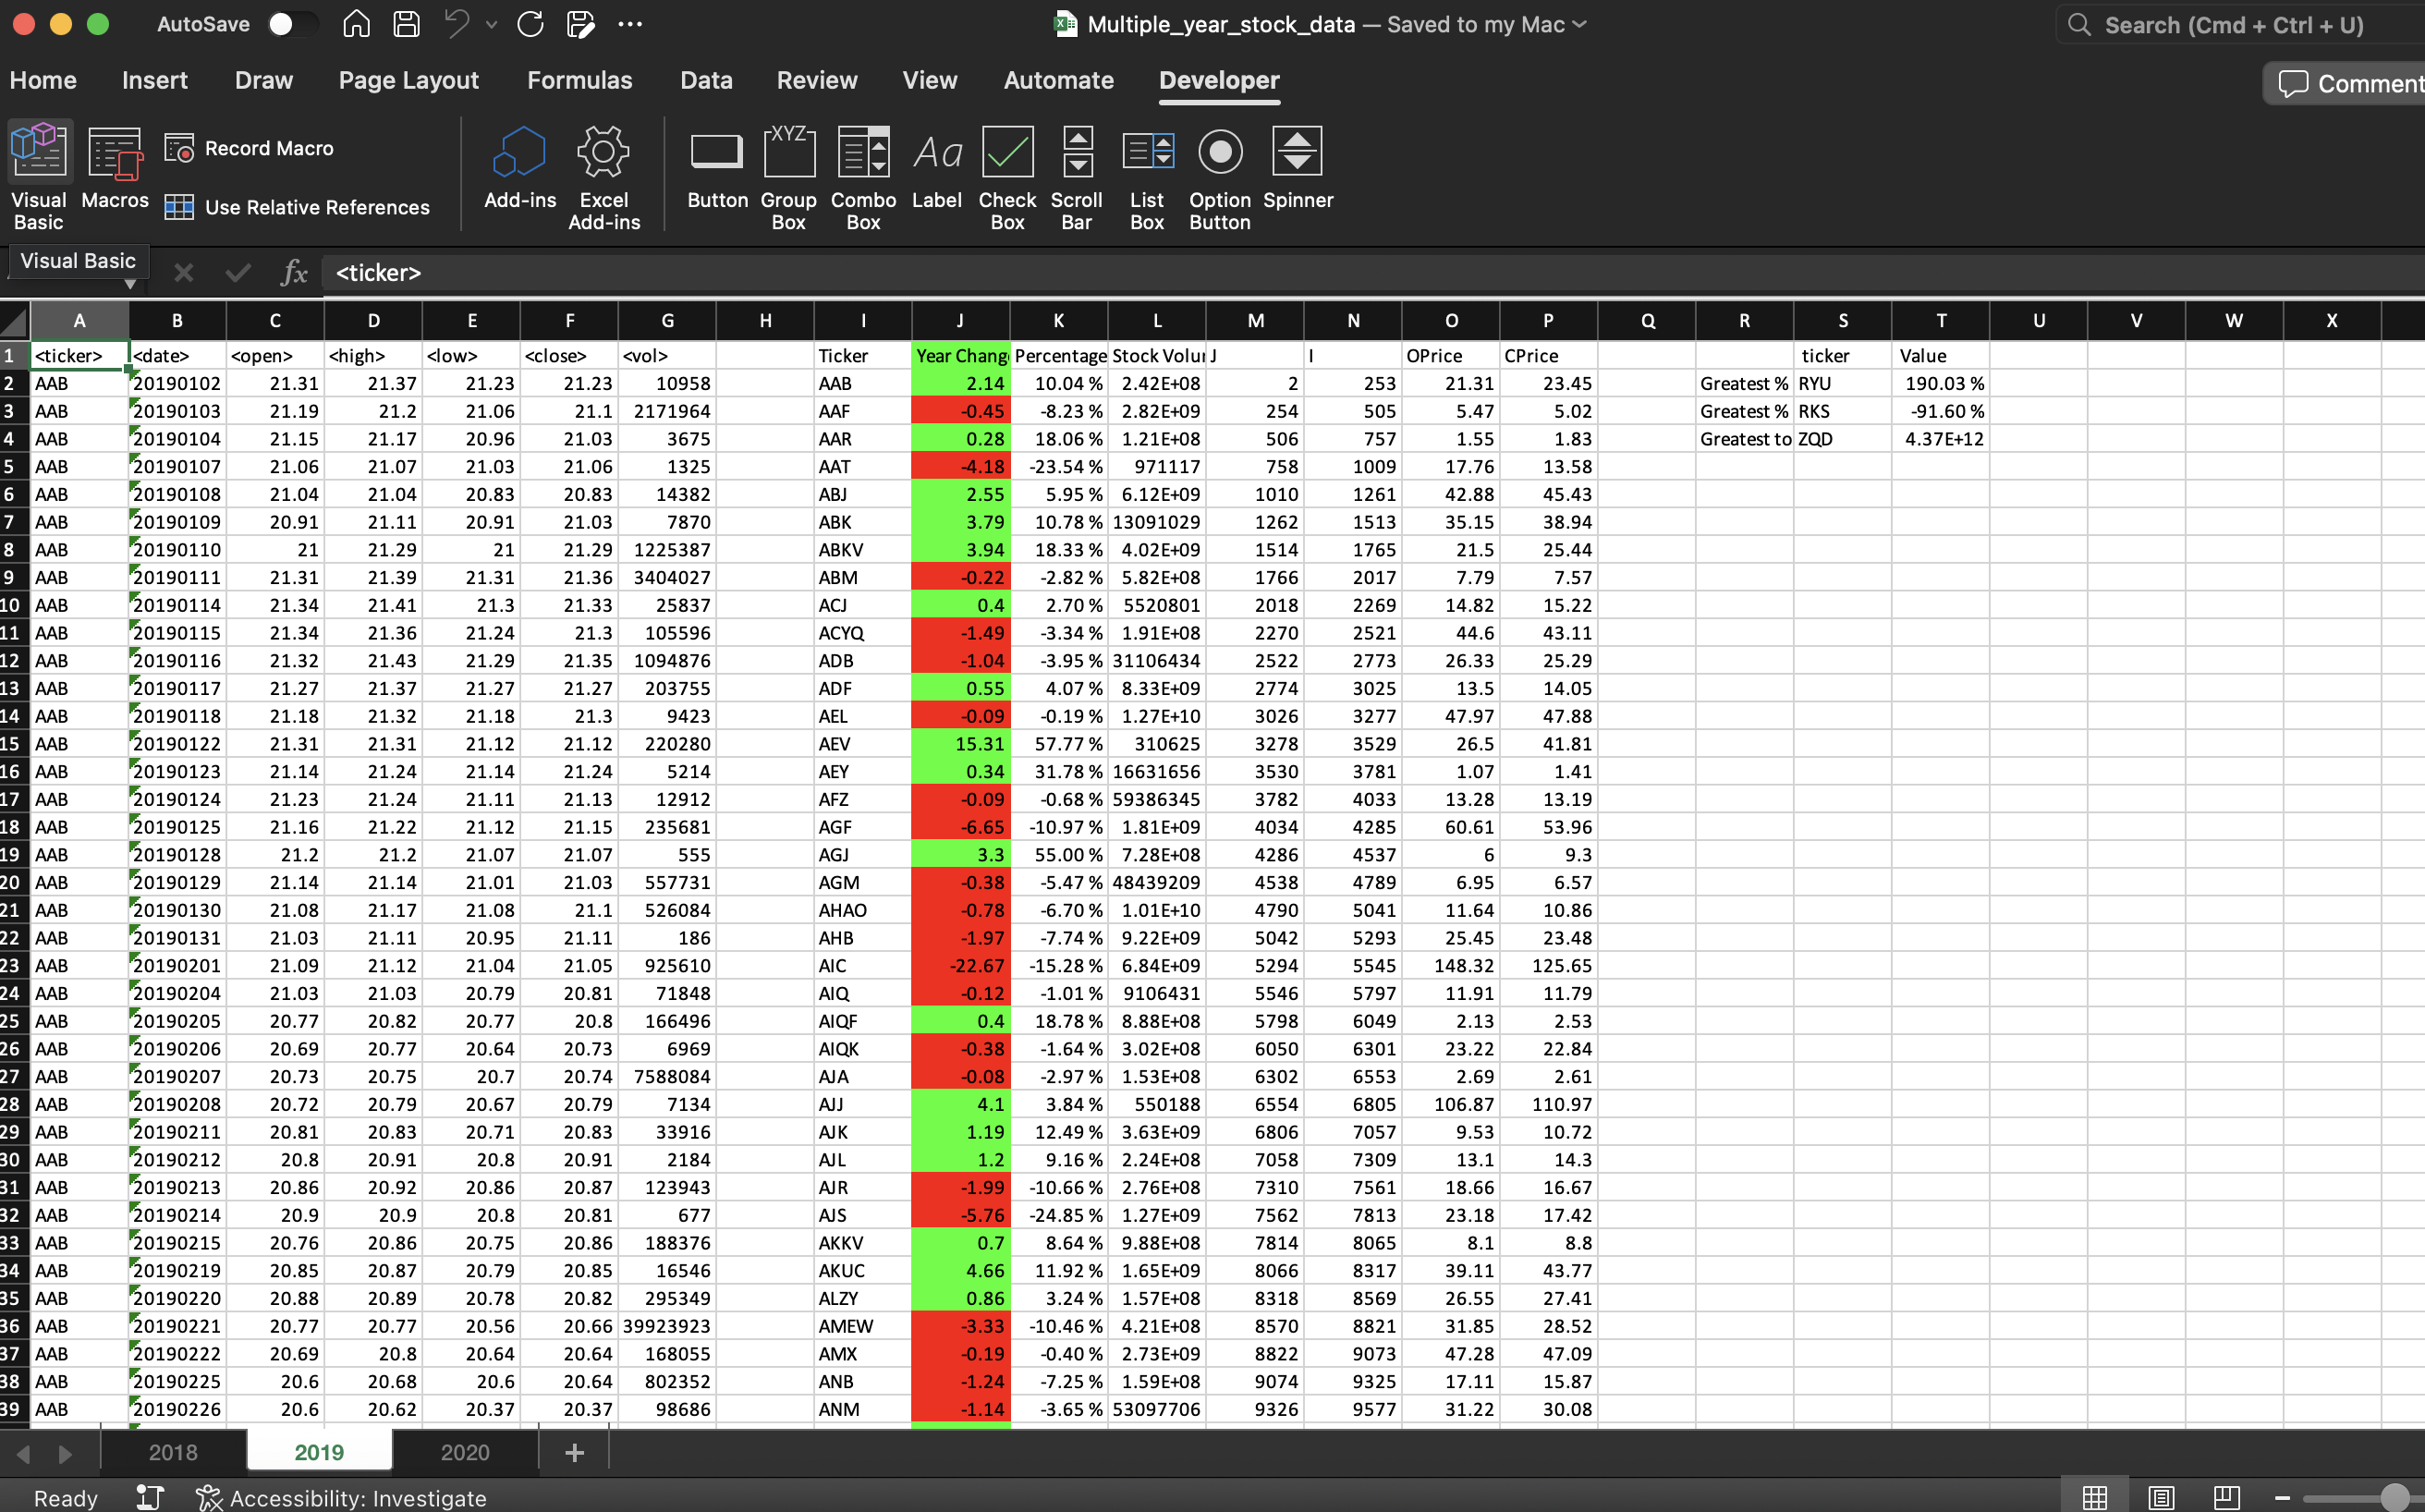 AutoSave
Multiple_year_stock_data — Saved to my Mac
Search (Cmd + Ctrl + U)
Home Insert Draw Page Layout Formulas Data Review View Automate Developer
Comment
Visual Basic Macros Record Macro Use Relative References Add-ins Excel Add-ins Button XYZ Group Box Combo Box Aa Label Check Box Scroll Bar List Box Option Button Spinner
Visual Basic
fx <ticker>
A B C D E F G H I J K L M N O P Q R S T U V W X
1 <ticker> <date> <open> <high> <low> <close> <vol> Ticker Year Chang Percentage Stock Volu J I OPrice CPrice ticker Value
2 AAB 20190102 21.31 21.37 21.23 21.23 10958 AAB 2.14 10.04 % 2.42E+08 2 253 21.31 23.45 Greatest % RYU 190.03 %
3 AAB 20190103 21.19 21.2 21.06 21.1 2171964 AAF -0.45 -8.23 % 2.82E+09 254 505 5.47 5.02 Greatest % RKS -91.60 %
4 AAB 20190104 21.15 21.17 20.96 21.03 3675 AAR 0.28 18.06 % 1.21E+08 506 757 1.55 1.83 Greatest to ZQD 4.37E+12
5 AAB 20190107 21.06 21.07 21.03 21.06 1325 AAT -4.18 -23.54 % 971117 758 1009 17.76 13.58
6 AAB 20190108 21.04 21.04 20.83 20.83 14382 ABJ 2.55 5.95 % 6.12E+09 1010 1261 42.88 45.43
7 AAB 20190109 20.91 21.11 20.91 21.03 7870 ABK 3.79 10.78 % 13091029 1262 1513 35.15 38.94
8 AAB 20190110 21 21.29 21 21.29 1225387 ABKV 3.94 18.33 % 4.02E+09 1514 1765 21.5 25.44
9 AAB 20190111 21.31 21.39 21.31 21.36 3404027 ABM -0.22 -2.82 % 5.82E+08 1766 2017 7.79 7.57
10 AAB 20190114 21.34 21.41 21.3 21.33 25837 ACJ 0.4 2.70 % 5520801 2018 2269 14.82 15.22
11 AAB 20190115 21.34 21.36 21.24 21.3 105596 ACYQ -1.49 -3.34 % 1.91E+08 2270 2521 44.6 43.11
12 AAB 20190116 21.32 21.43 21.29 21.35 1094876 ADB -1.04 -3.95 % 31106434 2522 2773 26.33 25.29
13 AAB 20190117 21.27 21.37 21.27 21.27 203755 ADF 0.55 4.07 % 8.33E+09 2774 3025 13.5 14.05
14 AAB 20190118 21.18 21.32 21.18 21.3 9423 AEL -0.09 -0.19 % 1.27E+10 3026 3277 47.97 47.88
15 AAB 20190122 21.31 21.31 21.12 21.12 220280 AEV 15.31 57.77 % 310625 3278 3529 26.5 41.81
16 AAB 20190123 21.14 21.24 21.14 21.24 5214 AEY 0.34 31.78 % 16631656 3530 3781 1.07 1.41
17 AAB 20190124 21.23 21.24 21.11 21.13 12912 AFZ -0.09 -0.68 % 59386345 3782 4033 13.28 13.19
18 AAB 20190125 21.16 21.22 21.12 21.15 235681 AGF -6.65 -10.97 % 1.81E+09 4034 4285 60.61 53.96
19 AAB 20190128 21.2 21.2 21.07 21.07 555 AGJ 3.3 55.00 % 7.28E+08 4286 4537 6 9.3
20 AAB 20190129 21.14 21.14 21.01 21.03 557731 AGM -0.38 -5.47 % 48439209 4538 4789 6.95 6.57
21 AAB 20190130 21.08 21.17 21.08 21.1 526084 AHAO -0.78 -6.70 % 1.01E+10 4790 5041 11.64 10.86
22 AAB 20190131 21.03 21.11 20.95 21.11 186 AHB -1.97 -7.74 % 9.22E+09 5042 5293 25.45 23.48
23 AAB 20190201 21.09 21.12 21.04 21.05 925610 AIC -22.67 -15.28 % 6.84E+09 5294 5545 148.32 125.65
24 AAB 20190204 21.03 21.03 20.79 20.81 71848 AIQ -0.12 -1.01 % 9106431 5546 5797 11.91 11.79
25 AAB 20190205 20.77 20.82 20.77 20.8 166496 AIQF 0.4 18.78 % 8.88E+08 5798 6049 2.13 2.53
26 AAB 20190206 20.69 20.77 20.64 20.73 6969 AIQK -0.38 -1.64 % 3.02E+08 6050 6301 23.22 22.84
27 AAB 20190207 20.73 20.75 20.7 20.74 7588084 AJA -0.08 -2.97 % 1.53E+08 6302 6553 2.69 2.61
28 AAB 20190208 20.72 20.79 20.67 20.79 7134 AJJ 4.1 3.84 % 550188 6554 6805 106.87 110.97
29 AAB 20190211 20.81 20.83 20.71 20.83 33916 AJK 1.19 12.49 % 3.63E+09 6806 7057 9.53 10.72
30 AAB 20190212 20.8 20.91 20.8 20.91 2184 AJL 1.2 9.16 % 2.24E+08 7058 7309 13.1 14.3
31 AAB 20190213 20.86 20.92 20.86 20.87 123943 AJR -1.99 -10.66 % 2.76E+08 7310 7561 18.66 16.67
32 AAB 20190214 20.9 20.9 20.8 20.81 677 AJS -5.76 -24.85 % 1.27E+09 7562 7813 23.18 17.42
33 AAB 20190215 20.76 20.86 20.75 20.86 188376 AKKV 0.7 8.64 % 9.88E+08 7814 8065 8.1 8.8
34 AAB 20190219 20.85 20.87 20.79 20.85 16546 AKUC 4.66 11.92 % 1.65E+09 8066 8317 39.11 43.77
35 AAB 20190220 20.88 20.89 20.78 20.82 295349 ALZY 0.86 3.24 % 1.57E+08 8318 8569 26.55 27.41
36 AAB 20190221 20.77 20.77 20.56 20.66 39923923 AMEW -3.33 -10.46 % 4.21E+08 8570 8821 31.85 28.52
37 AAB 20190222 20.69 20.8 20.64 20.64 168055 AMX -0.19 -0.40 % 2.73E+09 8822 9073 47.28 47.09
38 AAB 20190225 20.6 20.68 20.6 20.64 802352 ANB -1.24 -7.25 % 1.59E+08 9074 9325 17.11 15.87
39 AAB 20190226 20.6 20.62 20.37 20.37 98686 ANM -1.14 -3.65 % 53097706 9326 9577 31.22 30.08
2018 2019 2020 +
Ready Accessibility: Investigate